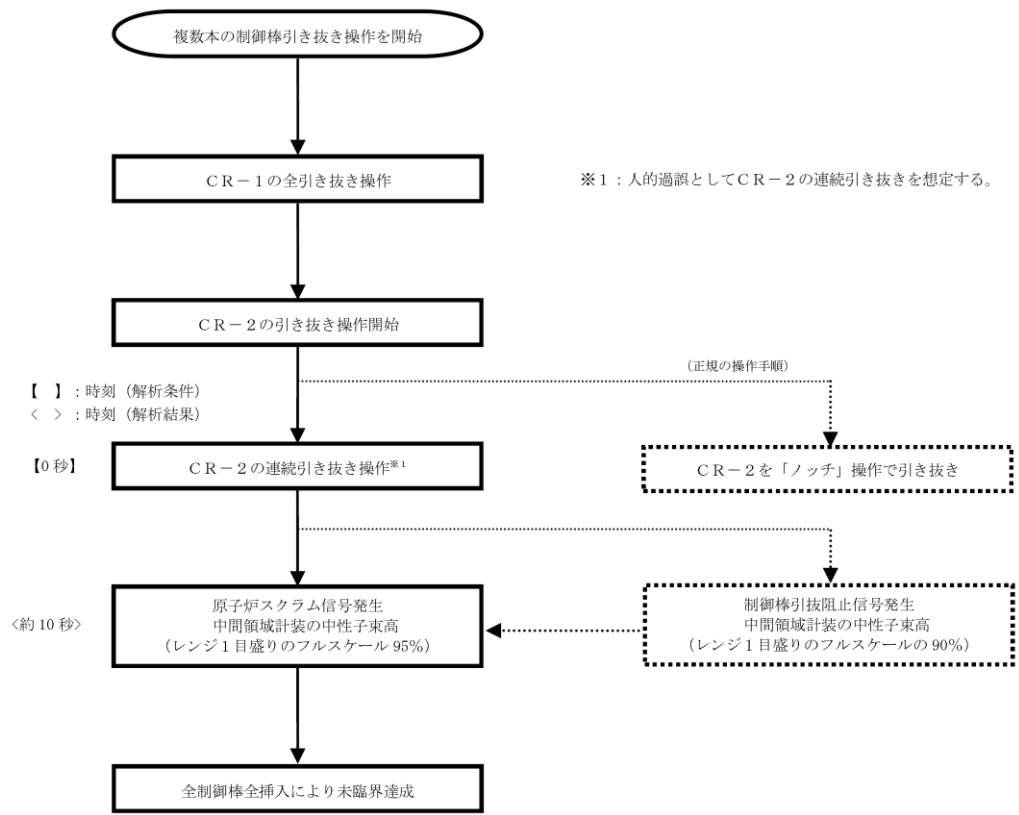 複数本の制御棒引き抜き操作を開始
ＣＲ－１の全引き抜き操作
※１：人的過誤としてＣＲ－２の連続引き抜きを想定する。
ＣＲ－２の引き抜き操作開始
（正規の操作手順）
【　】：時刻（解析条件）
＜　＞：時刻（解析結果）
【0 秒】
ＣＲ－２の連続引き抜き操作※1
ＣＲ－２を「ノッチ」操作で引き抜き
<約 10 秒>
原子炉スクラム信号発生
中間領域計装の中性子束高
（レンジ１目盛りのフルスケール 95％）
制御棒引抜阻止信号発生
中間領域計装の中性子束高
（レンジ１目盛りのフルスケールの 90％）
全制御棒全挿入により未臨界達成